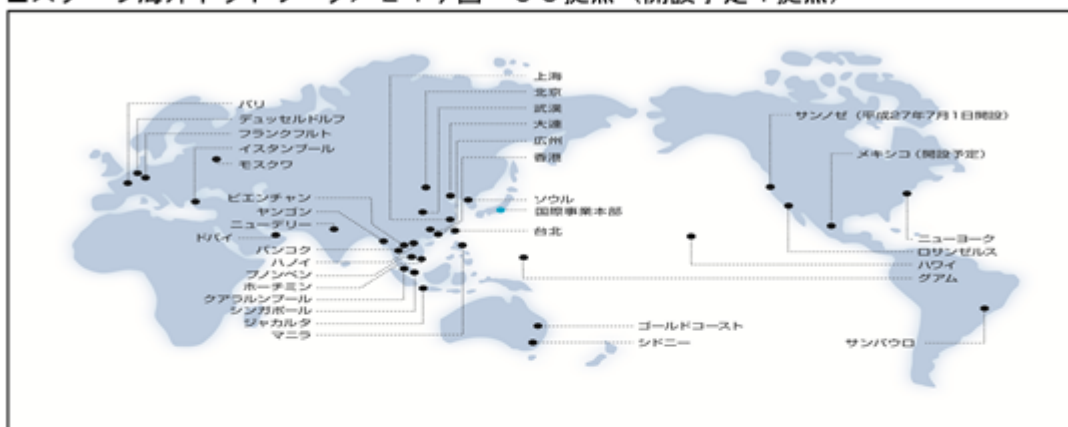 パリ
デュッセルドルフ
フランクフルト
イスタンブール
モスクワ
ビエンチャン
ヤンゴン
ニューデリー
ドバイ
バンコク
ハノイ
プノンペン
ホーチミン
クアラルンプール
シンガポール
ジャカルタ
マニラ
上海
北京
武漢
大連
広州
香港
ソウル
国際事業本部
台北
ゴールドコースト
シドニー
サンノゼ(平成27年7月1日開設)
メキシコ(開設予定)
ニューヨーク
ロサンゼルス
ハワイ
グアム
サンパウロ